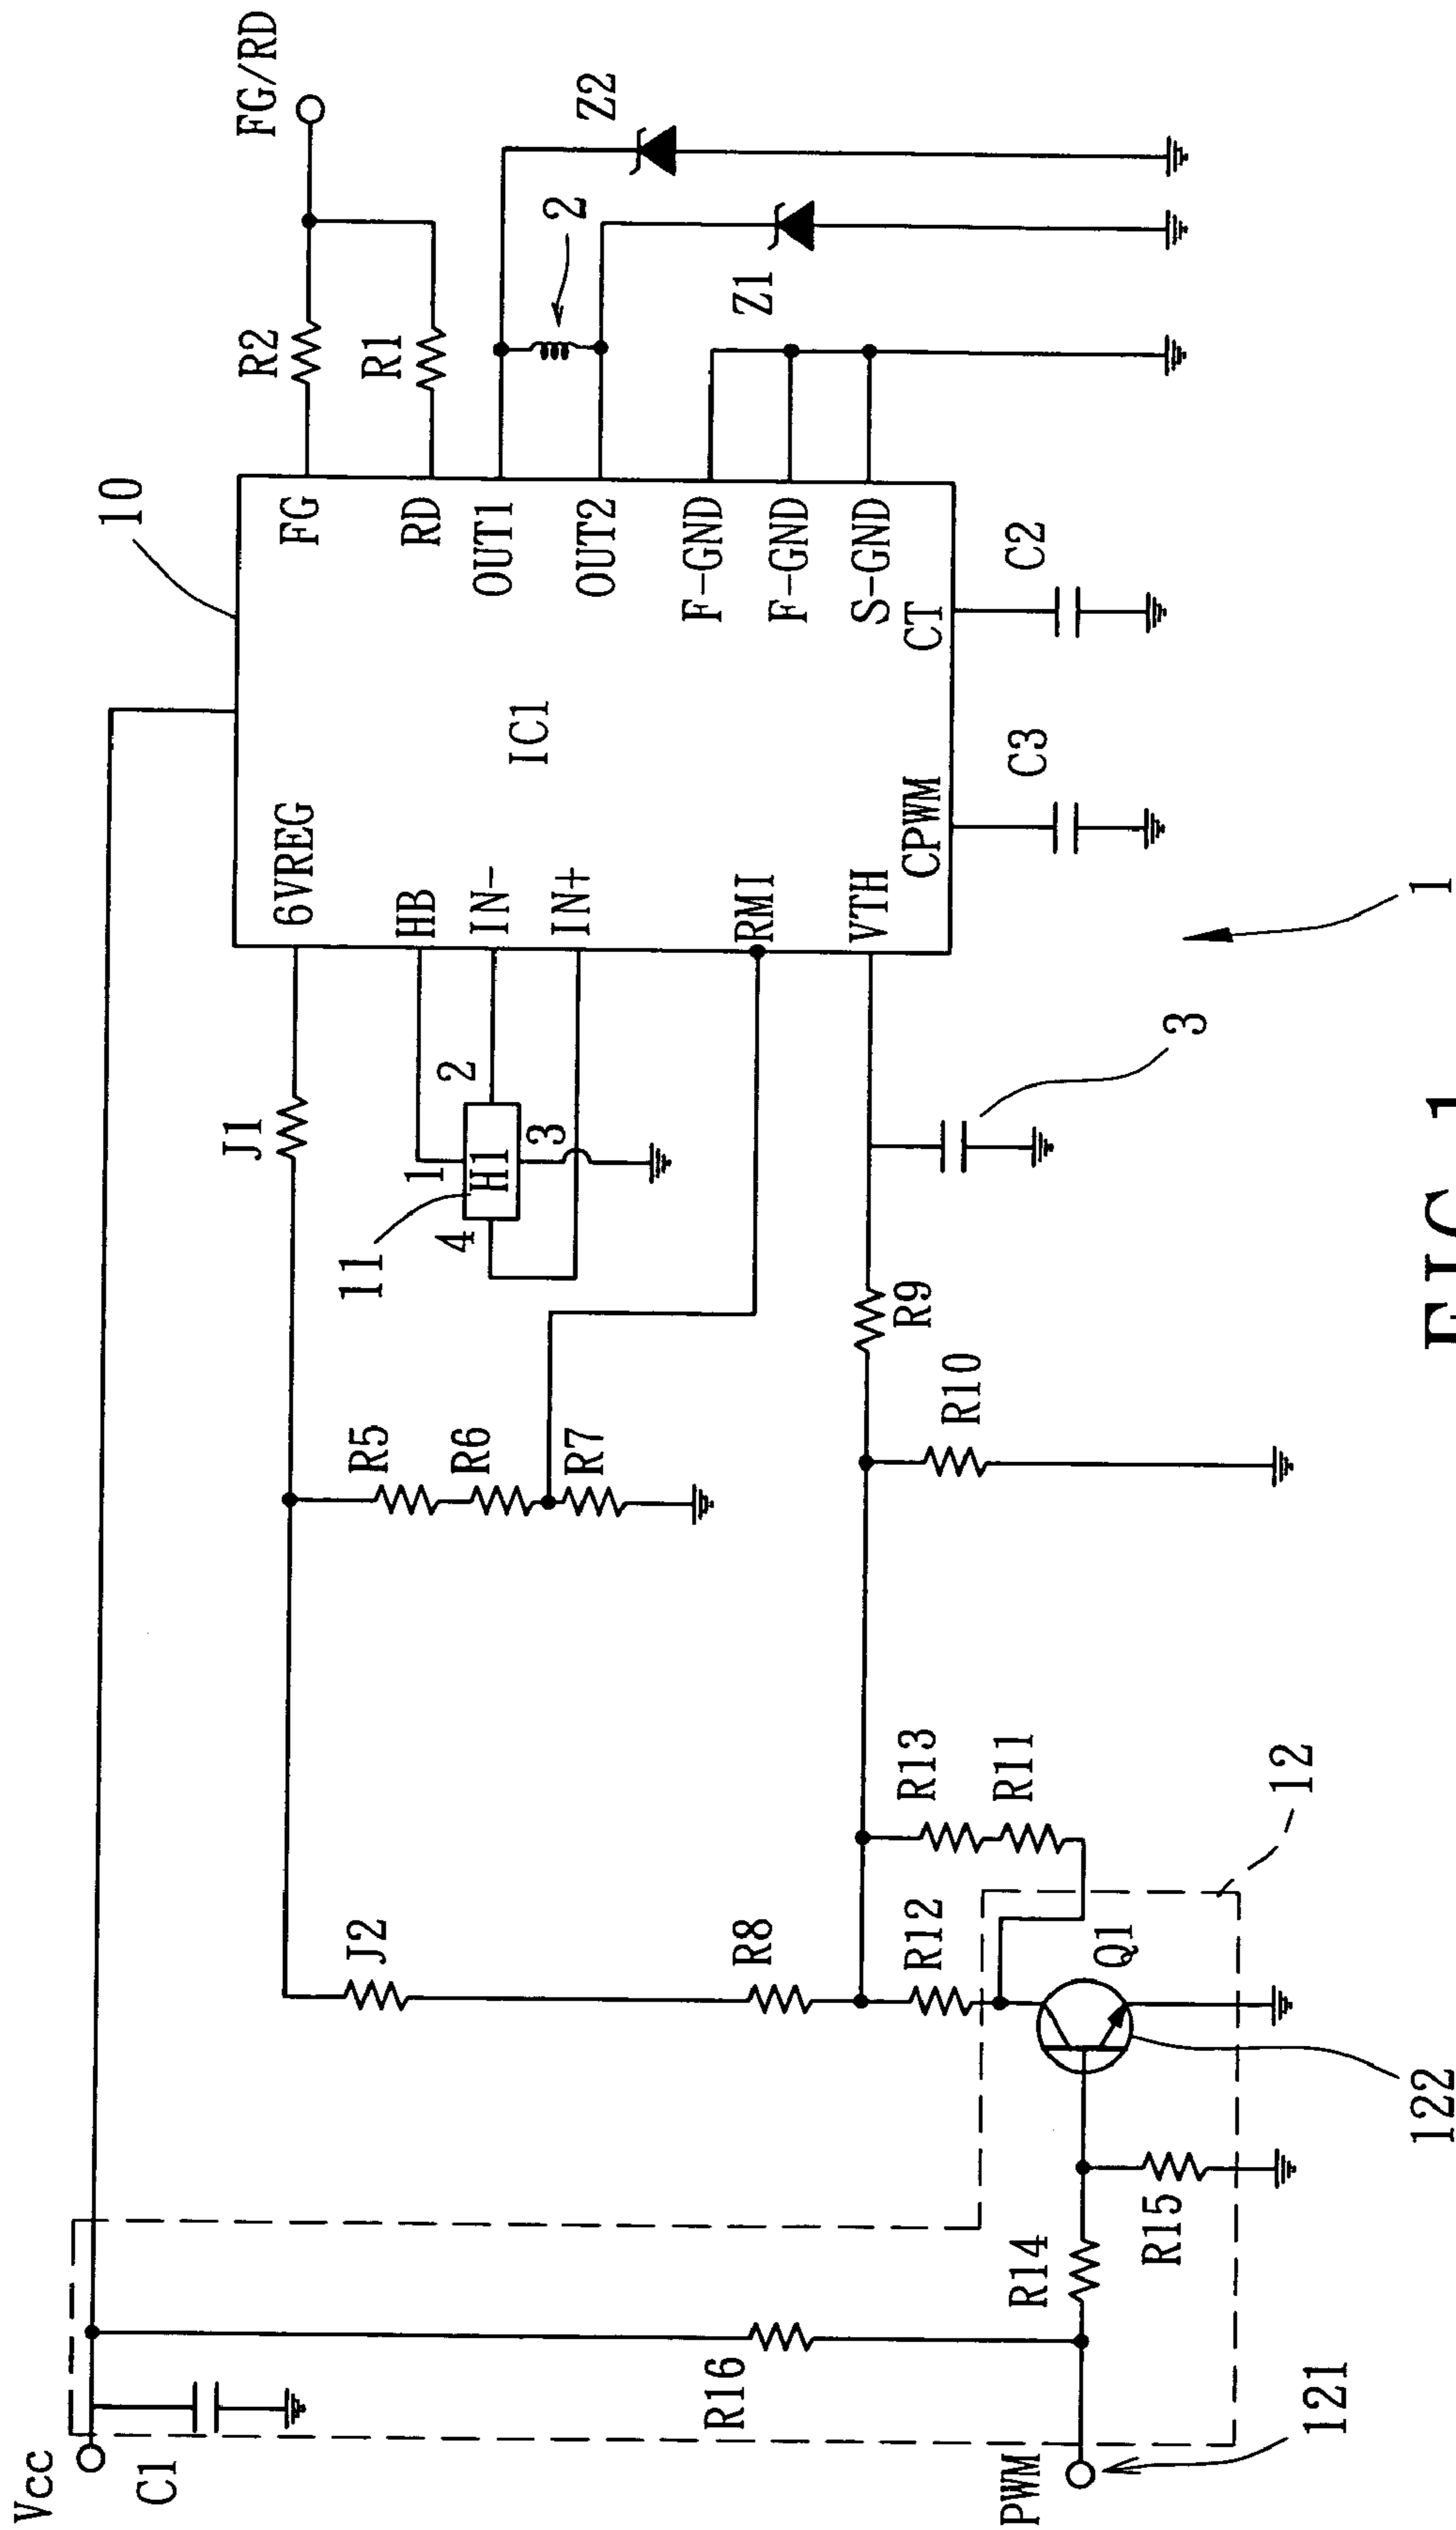 Vcc
C1
R16
PWM
121
R14
R15
122
Q1
12
J2
R8
R12
R13
R11
R5
R6
R7
R10
R9
J1
11
H1
1
2
3
4
3
1
10
IC1
6VREG
HB
IN-
IN+
RMI
VTH
CPWM
CT
C3
C2
FG
RD
OUT1
OUT2
F-GND
F-GND
S-GND
R2
R1
FG/RD
2
Z1
Z2
FIG.1